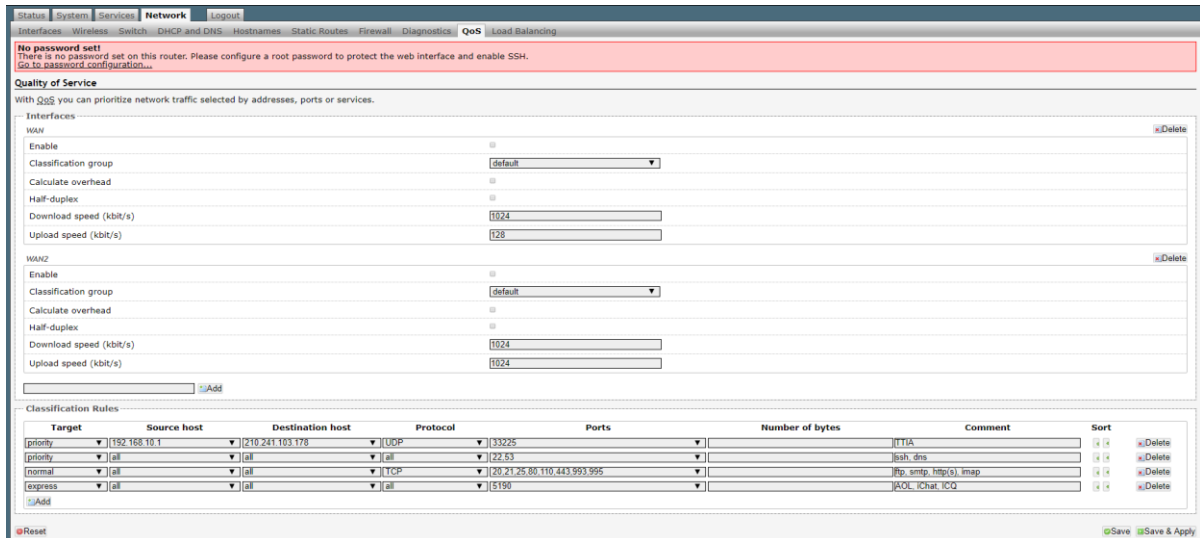 Status System Services Network Logout
Interfaces Wireless Switch DHCP and DNS Hostnames Static Routes Firewall Diagnostics QoS Load Balancing
No password set!
There is no password set on this router. Please configure a root password to protect the web interface and enable SSH.
Go to password configuration...
Quality of Service
With QoS you can prioritize network traffic selected by addresses, ports or services.
Interfaces
WAN
Delete
Enable
Classification group default
Calculate overhead
Half-duplex
Download speed (kbit/s) 1024
Upload speed (kbit/s) 128
WAN2
Delete
Enable
Classification group default
Calculate overhead
Half-duplex
Download speed (kbit/s) 1024
Upload speed (kbit/s) 1024
Add
Classification Rules
Target Source host Destination host Protocol Ports Number of bytes Comment Sort
priority 192.168.10.1 210.241.103.178 UDP 33225 TTIA Delete
priority all all all 22,53 ssh, dns Delete
normal all all TCP 20,21,25,80,110,443,993,995 ftp, smtp, http(s), imap Delete
express all all all 5190 AOL, iChat, ICQ Delete
Add
Reset Save Save & Apply